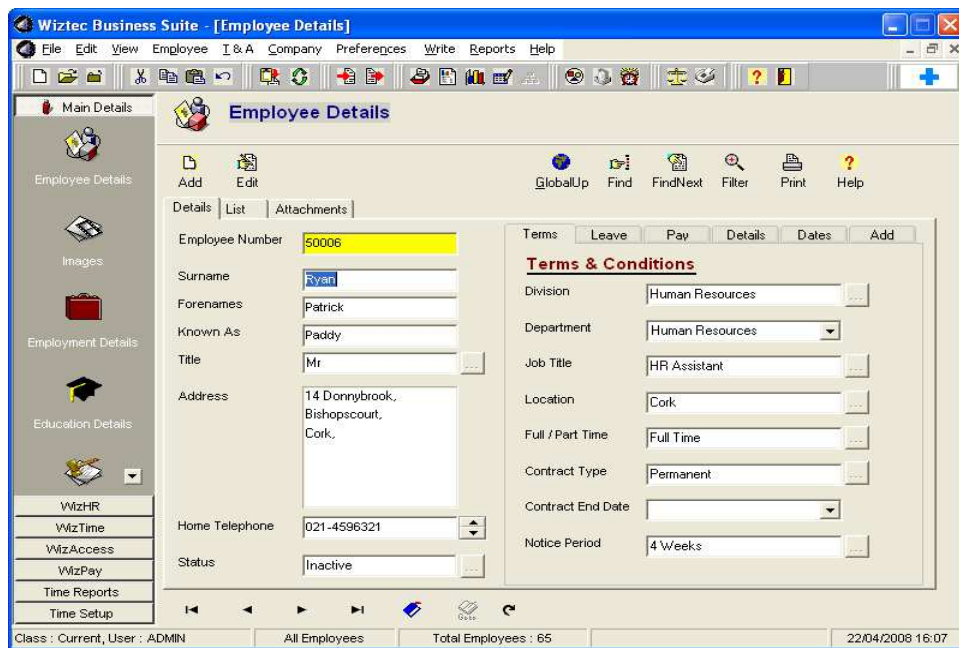 Wiztec Business Suite - [Employee Details]
File Edit View Employee T & A Company Preferences Write Reports Help
Main Details
Employee Details
Images
Employment Details
Education Details
WizHR
WizTime
WizAccess
WizPay
Time Reports
Time Setup
Employee Details
Add Edit GlobalUp Find FindNext Filter Print Help
Details List Attachments
Employee Number 50006
Surname Ryan
Forenames Patrick
Known As Paddy
Title Mr ...
Address 14 Donnybrook,
Bishopscourt,
Cork,
Home Telephone 021-4596321
Status Inactive ...
Terms Leave Pay Details Dates Add
Terms & Conditions
Division Human Resources ...
Department Human Resources
Job Title HR Assistant ...
Location Cork ...
Full / Part Time Full Time ...
Contract Type Permanent ...
Contract End Date
Notice Period 4 Weeks ...
Goto
Class : Current, User : ADMIN All Employees Total Employees : 65 22/04/2008 16:07